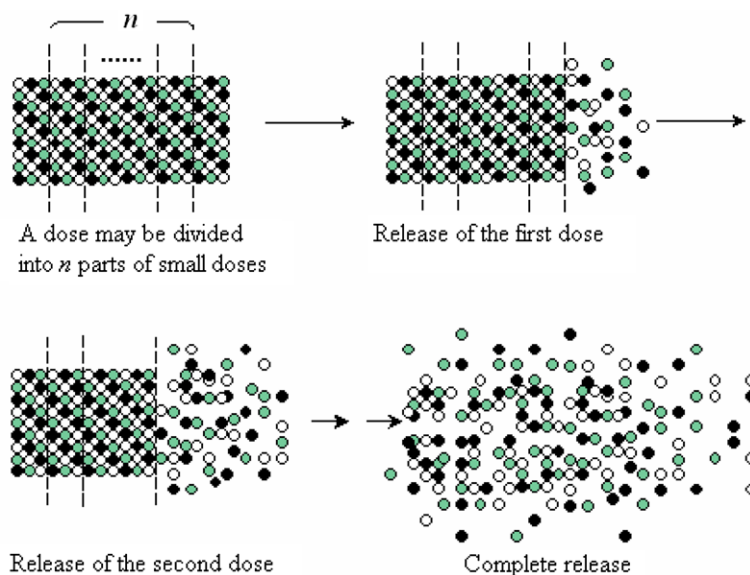 n
......
A dose may be divided
into n parts of small doses
Release of the first dose
Release of the second dose
Complete release